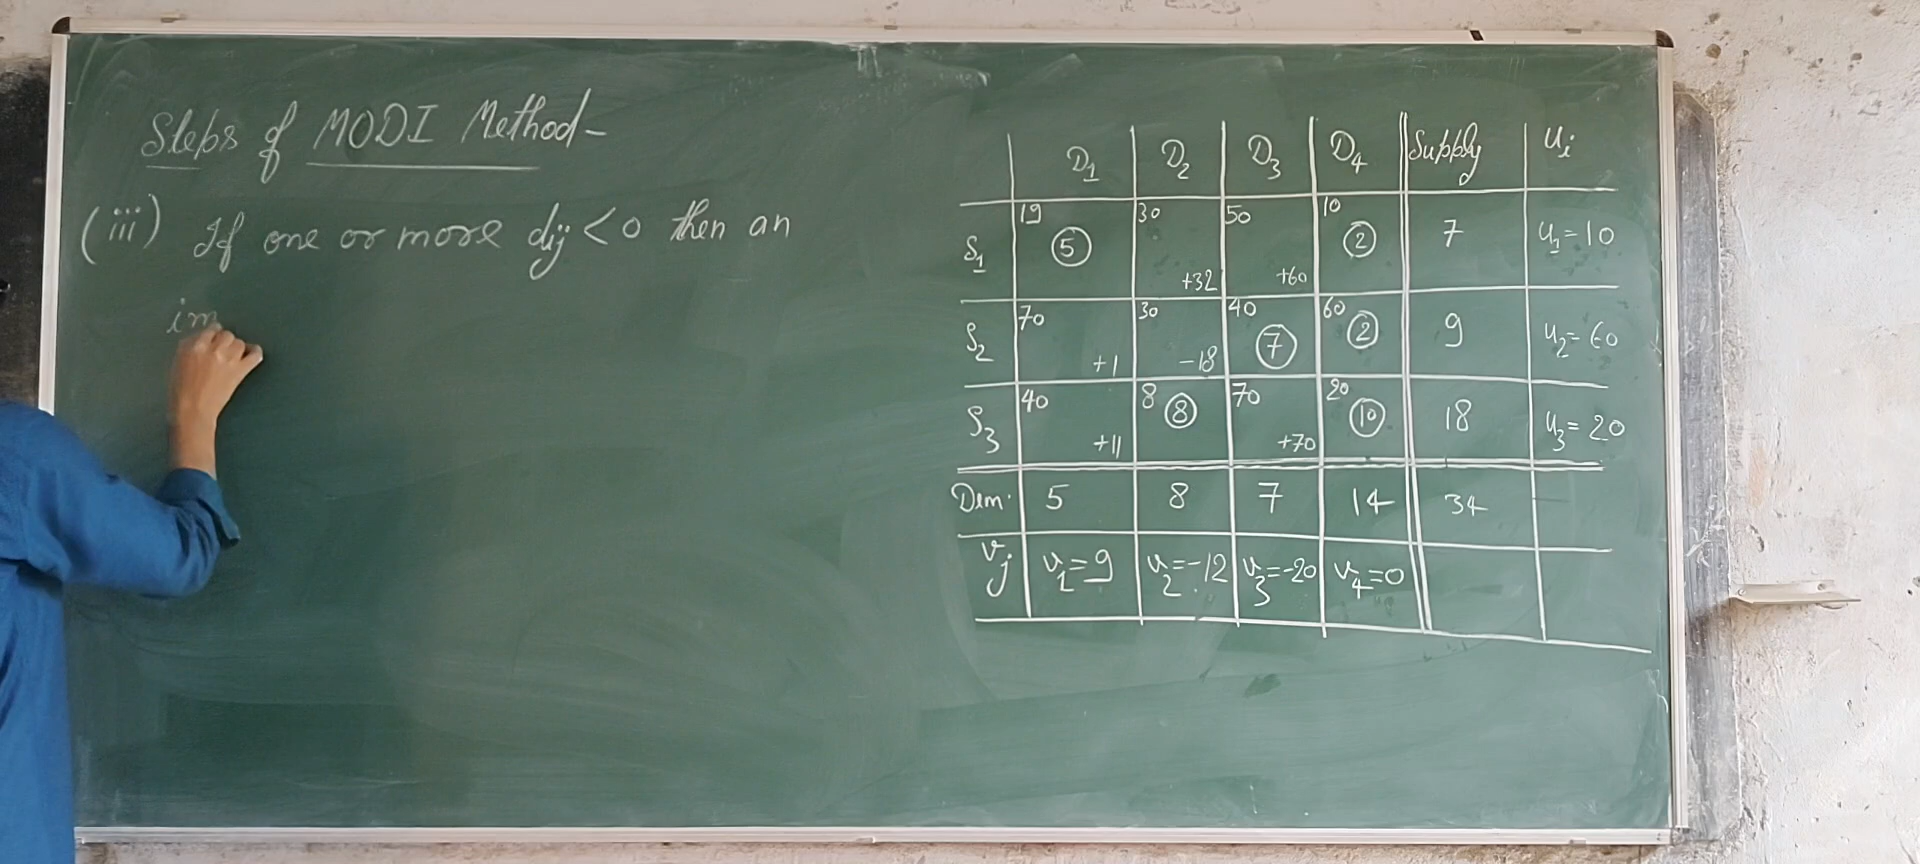 Steps of MODI Method-
(iii) If one or more dij < 0 then an
im
D1 D2 D3 D4 Supply ui
S1 19 (5) 30 +32 50 +60 10 (2) 7 u1=10
S2 70 +1 30 -18 40 (7) 60 (2) 9 u2=60
S3 40 +11 8 (8) 70 +70 20 (10) 18 u3=20
Dem. 5 8 7 14 34
vj v1=9 v2=-12 v3=-20 v4=0